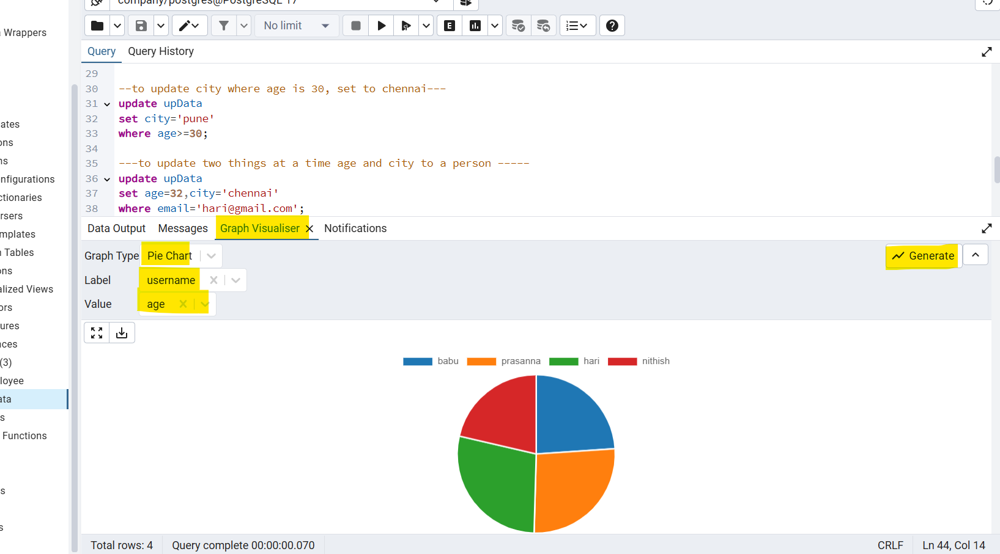 company/postgres@PostgreSQL 17
Wrappers
ates
ons
ns
nfigurations
ctionaries
rsers
mplates
n Tables
ons
alized Views
ors
ures
nces
(3)
loyee
ata
s
Functions
s
s
No limit
E
Query Query History
29
30 --to update city where age is 30, set to chennai---
31 update upData
32 set city='pune'
33 where age>=30;
34
35 ---to update two things at a time age and city to a person -----
36 update upData
37 set age=32,city='chennai'
38 where email='hari@gmail.com';
Data Output Messages Graph Visualiser Notifications
Graph Type Pie Chart Generate
Label username
Value age
babu prasanna hari nithish
Total rows: 4 Query complete 00:00:00.070 CRLF Ln 44, Col 14